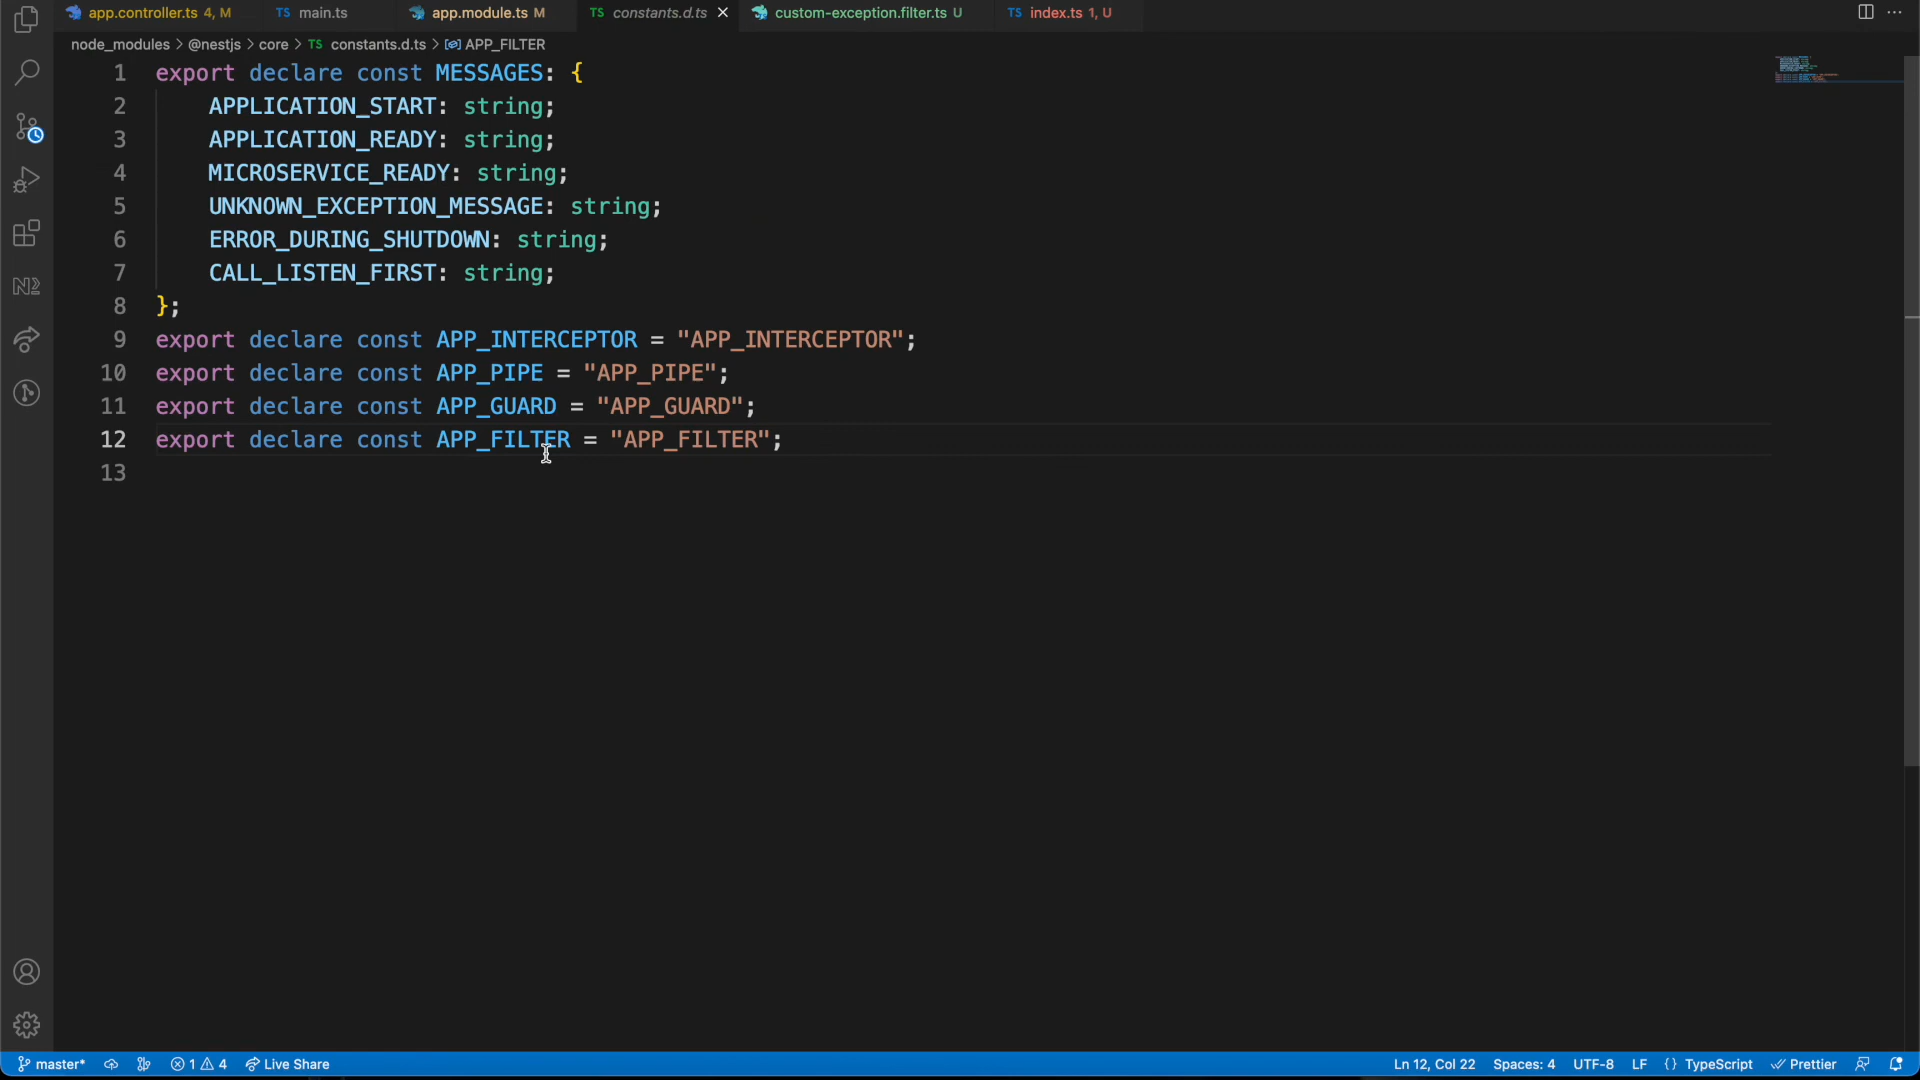 app.controller.ts 4, M TS main.ts app.module.ts M TS constants.d.ts custom-exception.filter.ts U TS index.ts 1, U
node_modules > @nestjs > core > TS constants.d.ts > APP_FILTER
1 export declare const MESSAGES: {
2 APPLICATION_START: string;
3 APPLICATION_READY: string;
4 MICROSERVICE_READY: string;
5 UNKNOWN_EXCEPTION_MESSAGE: string;
6 ERROR_DURING_SHUTDOWN: string;
7 CALL_LISTEN_FIRST: string;
8 };
9 export declare const APP_INTERCEPTOR = "APP_INTERCEPTOR";
10 export declare const APP_PIPE = "APP_PIPE";
11 export declare const APP_GUARD = "APP_GUARD";
12 export declare const APP_FILTER = "APP_FILTER";
13
master* 1 4 Live Share Ln 12, Col 22 Spaces: 4 UTF-8 LF {} TypeScript Prettier